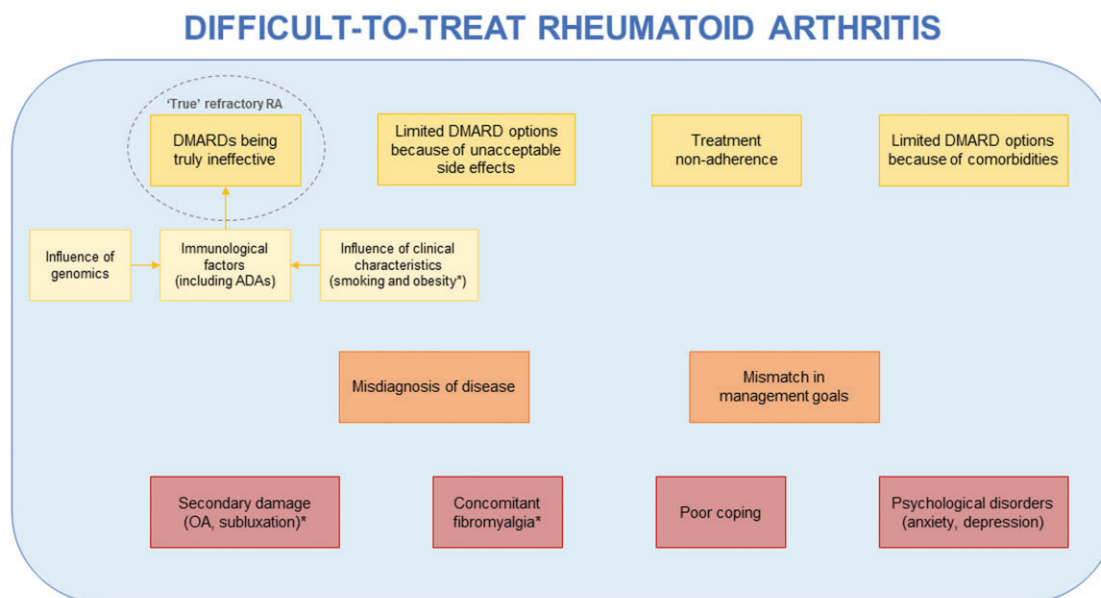 DIFFICULT-TO-TREAT RHEUMATOID ARTHRITIS
'True' refractory RA
DMARDs being
truly ineffective
Limited DMARD options
because of unacceptable
side effects
Treatment
non-adherence
Limited DMARD options
because of comorbidities
Influence of
genomics
Immunological
factors
(including ADAs)
Influence of clinical
characteristics
(smoking and obesity*)
Misdiagnosis of disease
Mismatch in
management goals
Secondary damage
(OA, subluxation)*
Concomitant
fibromyalgia*
Poor coping
Psychological disorders
(anxiety, depression)